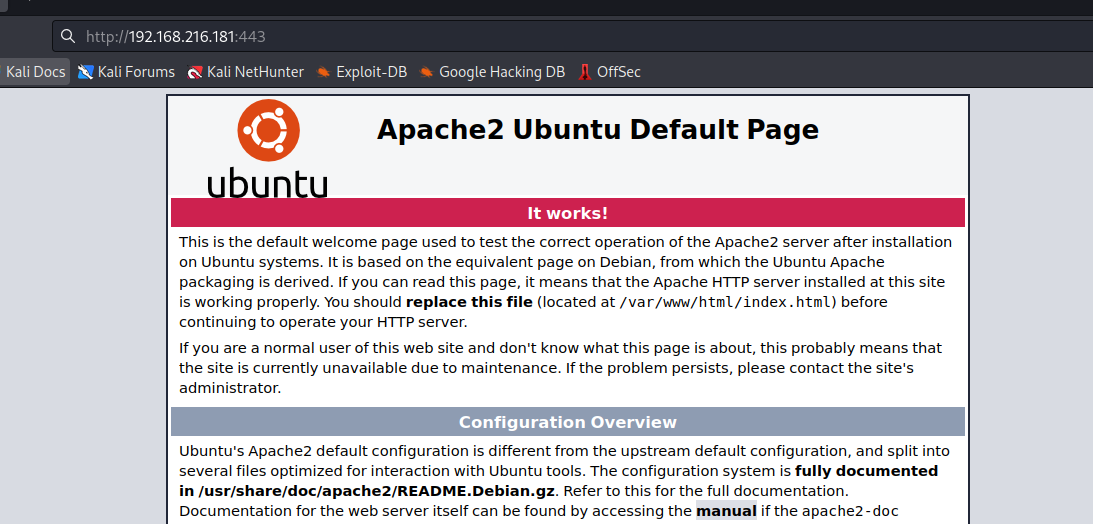 http://192.168.216.181:443
Kali Docs Kali Forums Kali NetHunter Exploit-DB Google Hacking DB OffSec
ubuntu
Apache2 Ubuntu Default Page
It works!
This is the default welcome page used to test the correct operation of the Apache2 server after installation
on Ubuntu systems. It is based on the equivalent page on Debian, from which the Ubuntu Apache
packaging is derived. If you can read this page, it means that the Apache HTTP server installed at this site
is working properly. You should replace this file (located at /var/www/html/index.html) before
continuing to operate your HTTP server.
If you are a normal user of this web site and don't know what this page is about, this probably means that
the site is currently unavailable due to maintenance. If the problem persists, please contact the site's
administrator.
Configuration Overview
Ubuntu's Apache2 default configuration is different from the upstream default configuration, and split into
several files optimized for interaction with Ubuntu tools. The configuration system is fully documented
in /usr/share/doc/apache2/README.Debian.gz. Refer to this for the full documentation.
Documentation for the web server itself can be found by accessing the manual if the apache2-doc